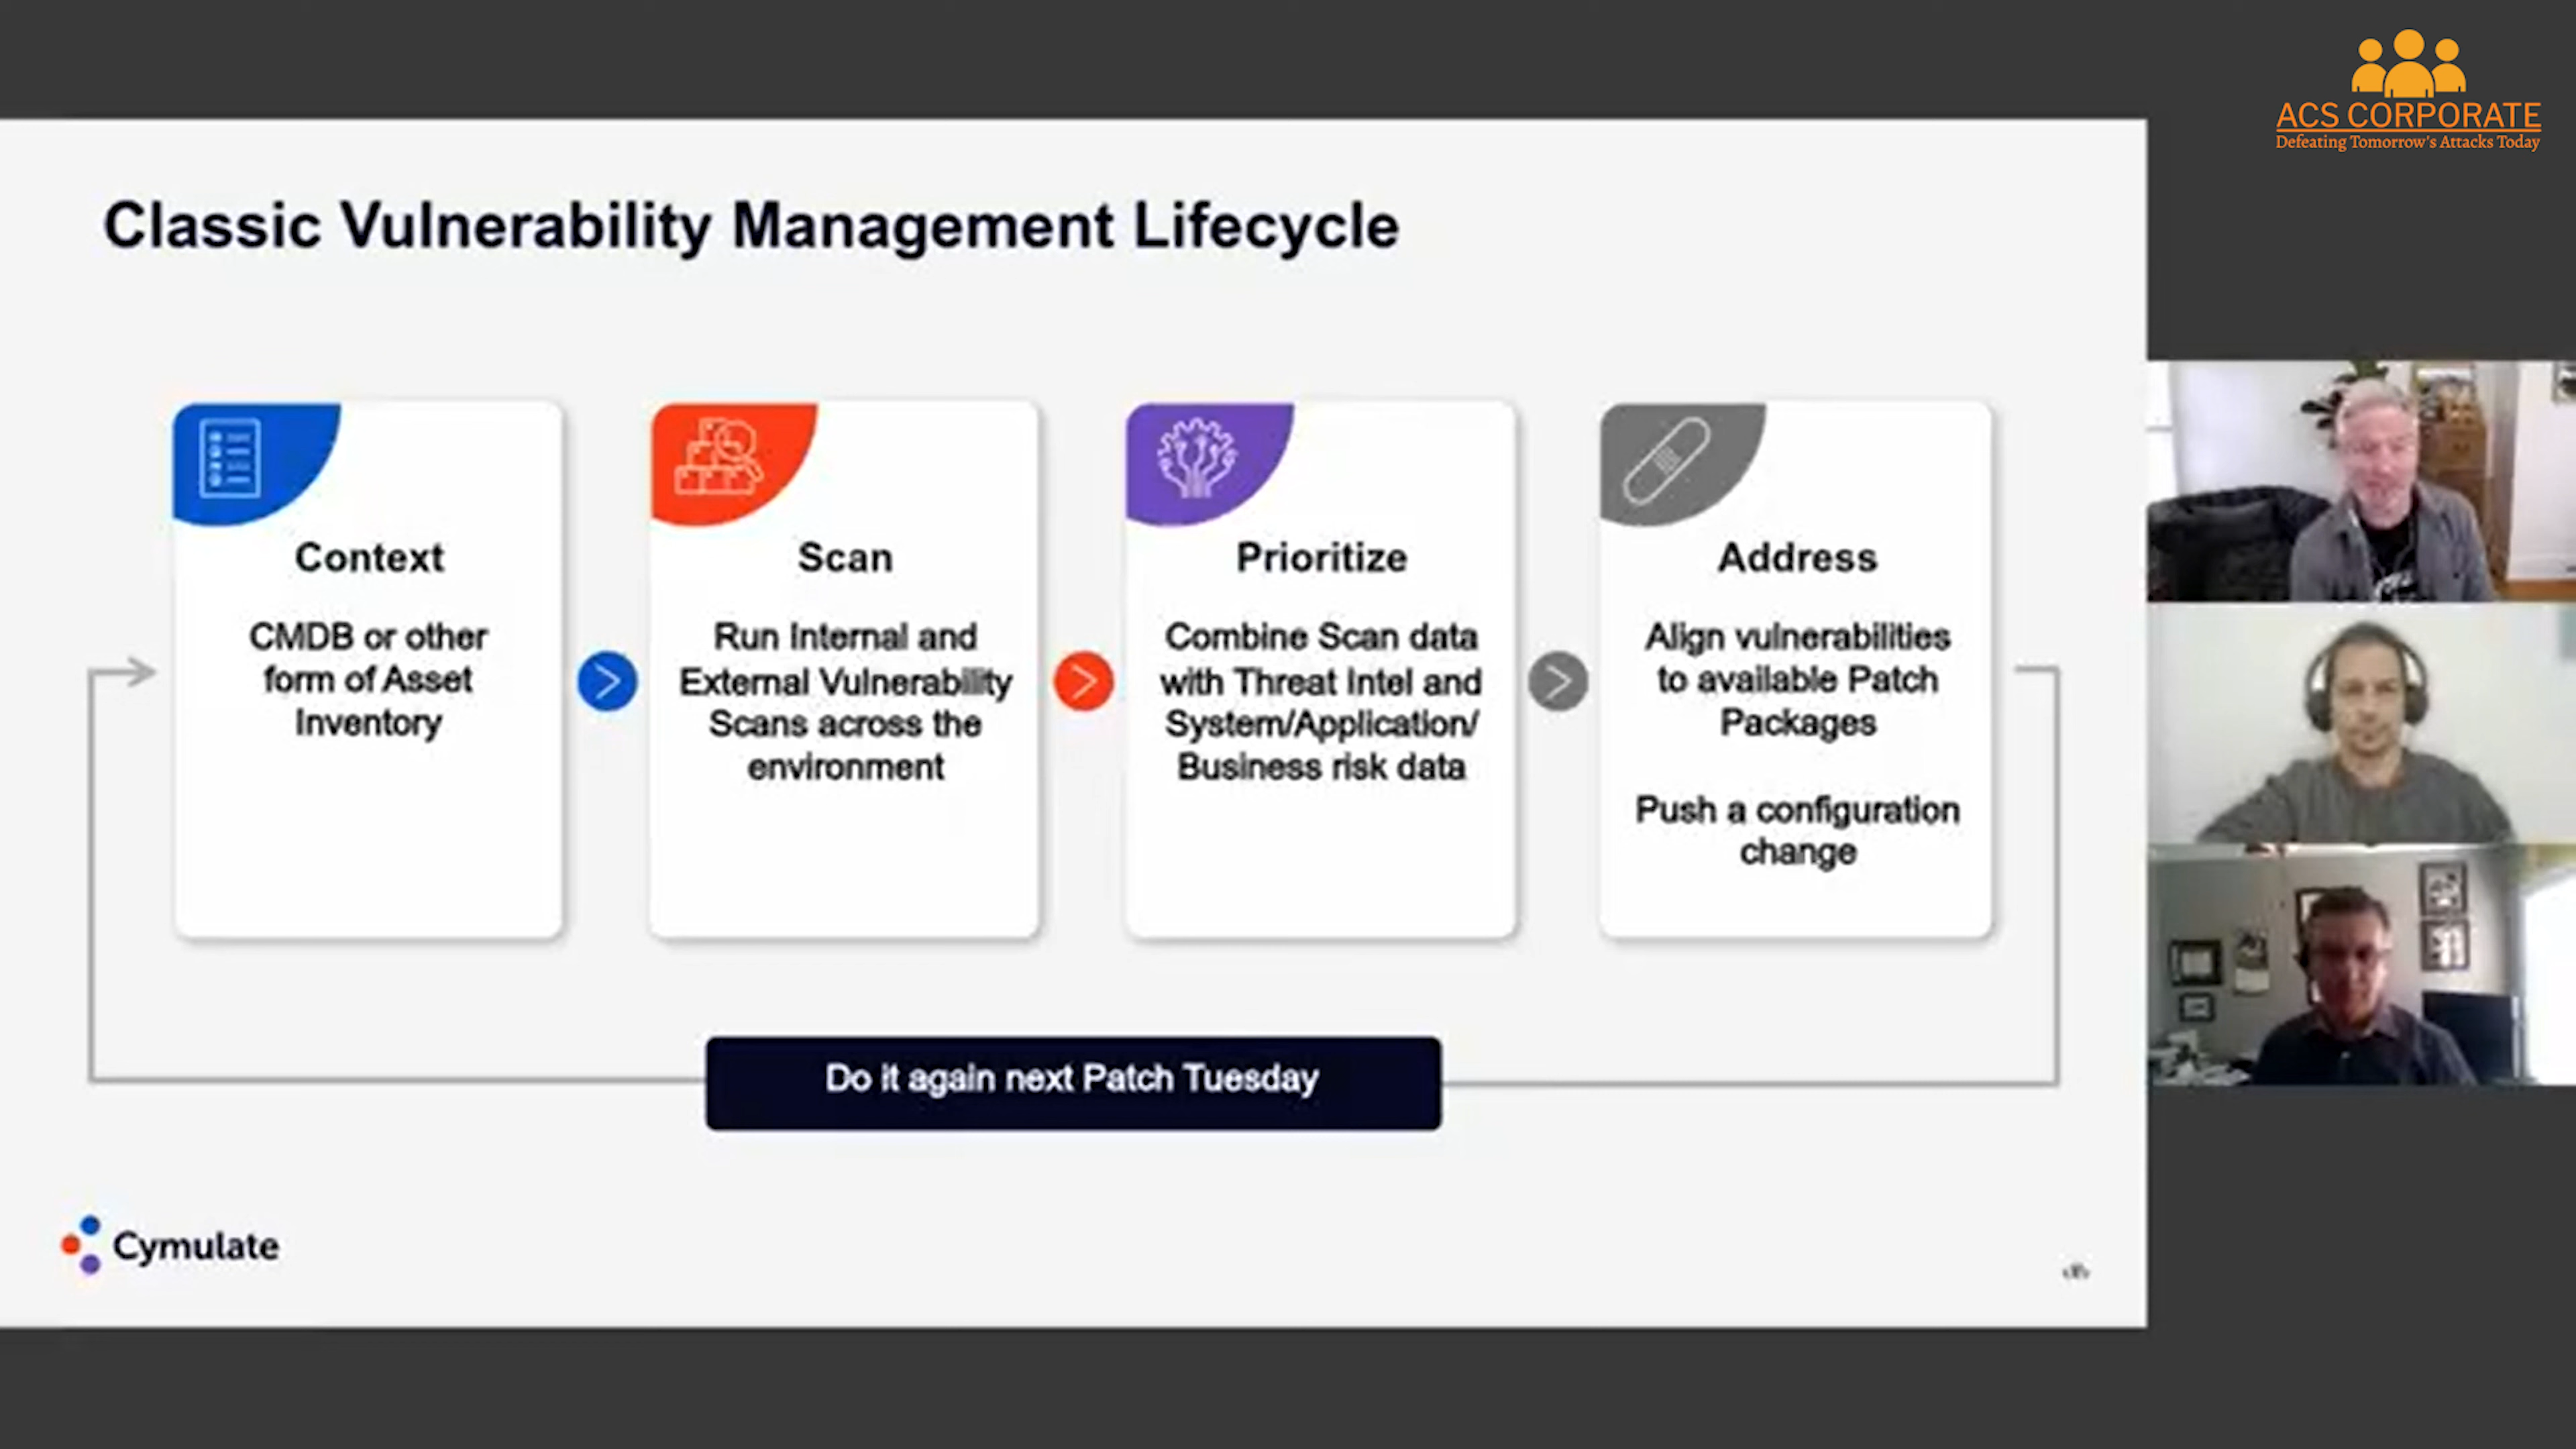 ACS CORPORATE
Defeating Tomorrow's Attacks Today
Classic Vulnerability Management Lifecycle
Context
CMDB or other
form of Asset
Inventory
Scan
Run Internal and
External Vulnerability
Scans across the
environment
Prioritize
Combine Scan data
with Threat Intel and
System/Application/
Business risk data
Address
Align vulnerabilities
to available Patch
Packages
Push a configuration
change
Do it again next Patch Tuesday
Cymulate